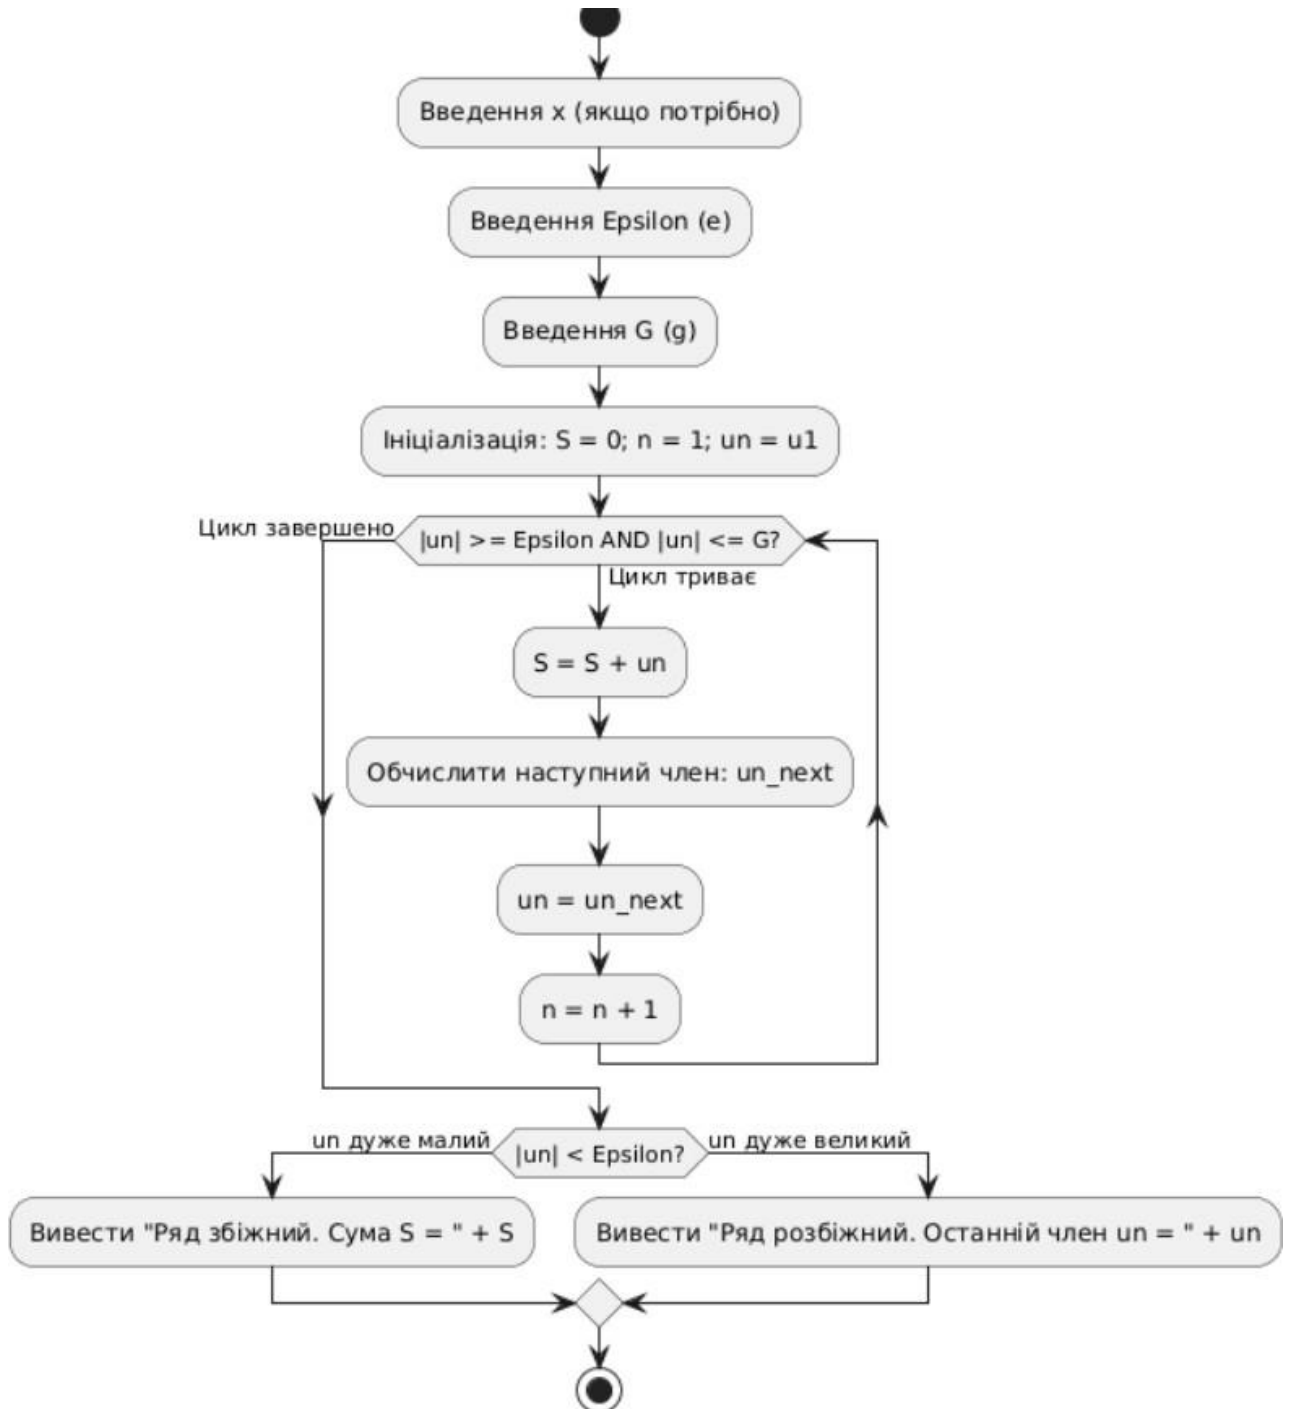 Введення x (якщо потрібно)
Введення Epsilon (e)
Введення G (g)
Ініціалізація: S = 0; n = 1; un = u1
Цикл завершено
|un| >= Epsilon AND |un| <= G?
Цикл триває
S = S + un
Обчислити наступний член: un_next
un = un_next
n = n + 1
un дуже малий
|un| < Epsilon?
un дуже великий
Вивести "Ряд збіжний. Сума S = " + S
Вивести "Ряд розбіжний. Останній член un = " + un